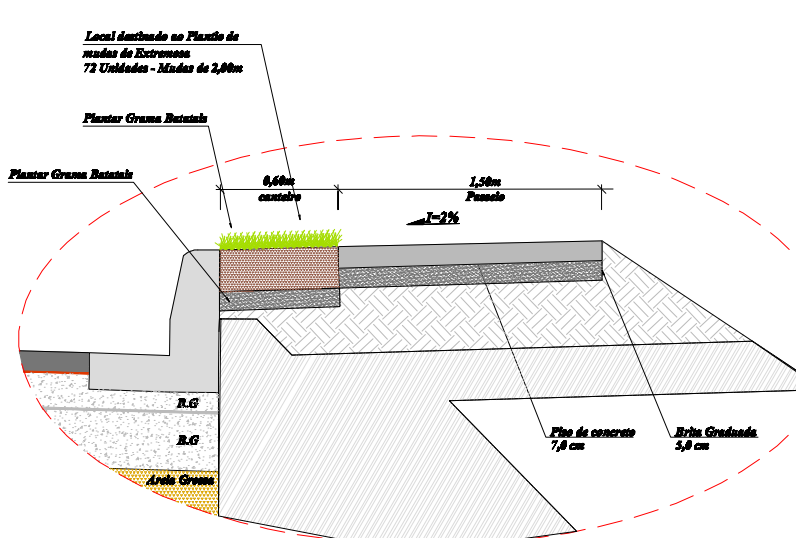 Local destinado ao Plantio de
mudas de Extremosa
72 Unidades - Mudas de 2,00m
Plantar Grama Batatais
Plantar Grama Batatais
0,60m
canteiro
1,50m
Passeio
I=2%
B.G
B.G
Areia Grossa
Piso de concreto
7,0 cm
Brita Graduada
5,0 cm